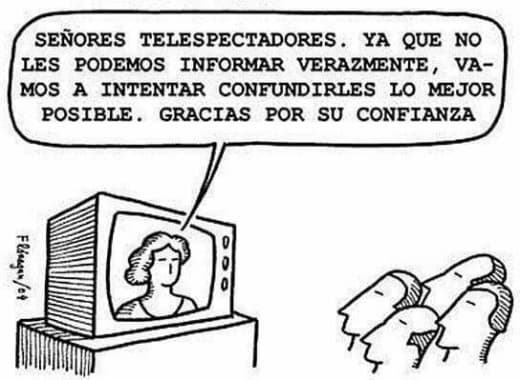 SEÑORES TELESPECTADORES. YA QUE NO
LES PODEMOS INFORMAR VERAZMENTE, VA-
MOS A INTENTAR CONFUNDIRLES LO MEJOR
POSIBLE. GRACIAS POR SU CONFIANZA